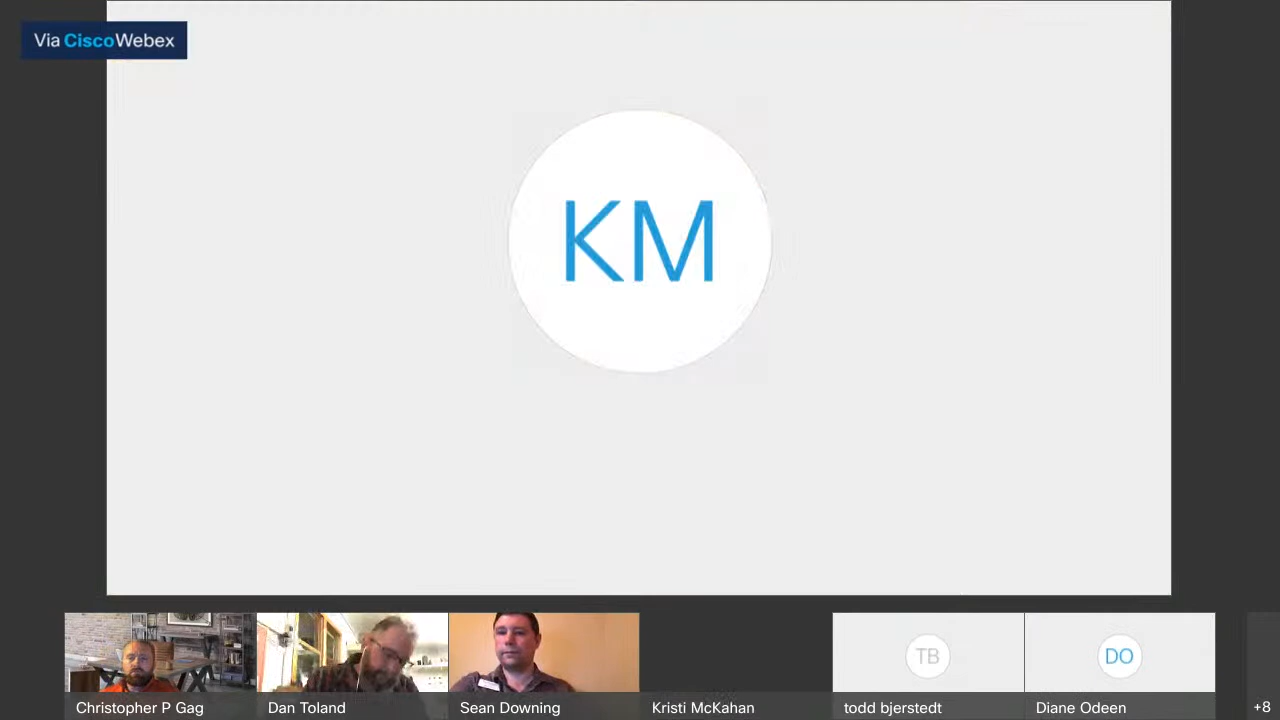 Via CiscoWebex
KM
TB
DO
Christopher P Gag
Dan Toland
Sean Downing
Kristi McKahan
todd bjerstedt
Diane Odeen
+8